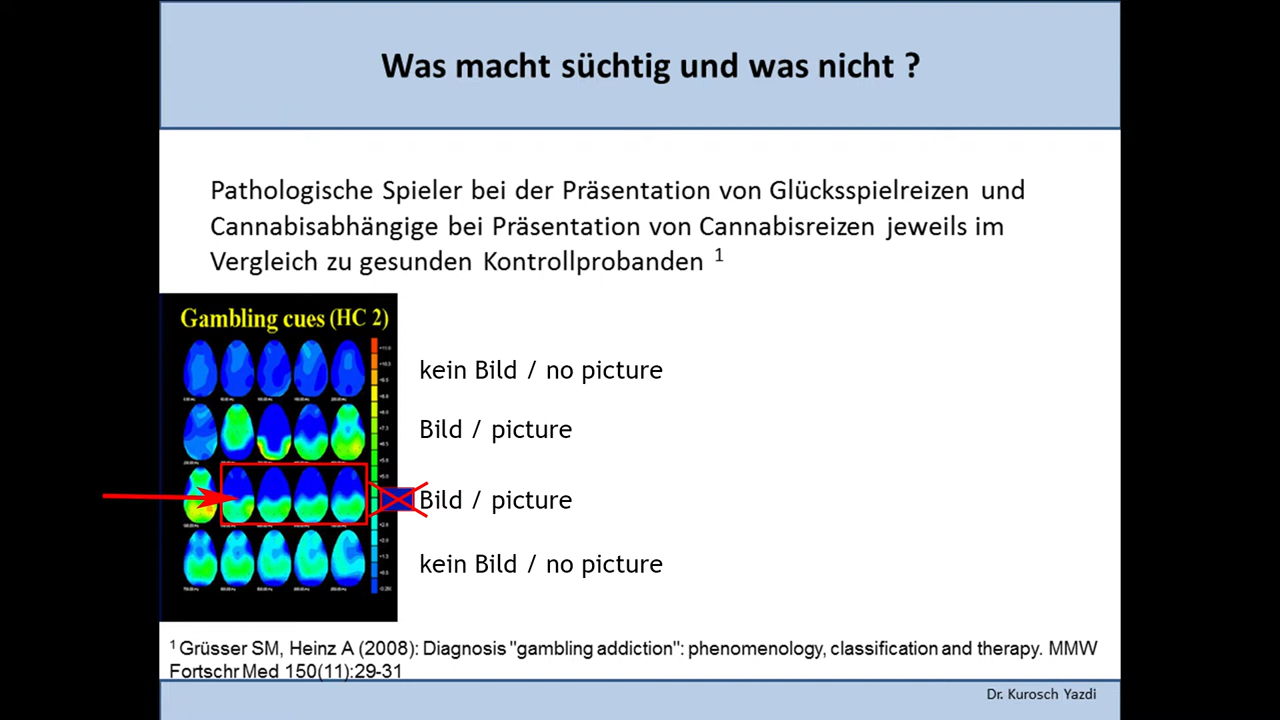 Was macht süchtig und was nicht ?
Pathologische Spieler bei der Präsentation von Glücksspielreizen und
Cannabisabhängige bei Präsentation von Cannabisreizen jeweils im
Vergleich zu gesunden Kontrollprobanden 1
Gambling cues (HC 2)
kein Bild / no picture
Bild / picture
Bild / picture
kein Bild / no picture
1 Grüsser SM, Heinz A (2008): Diagnosis "gambling addiction": phenomenology, classification and therapy. MMW
Fortschr Med 150(11):29-31
Dr. Kurosch Yazdi